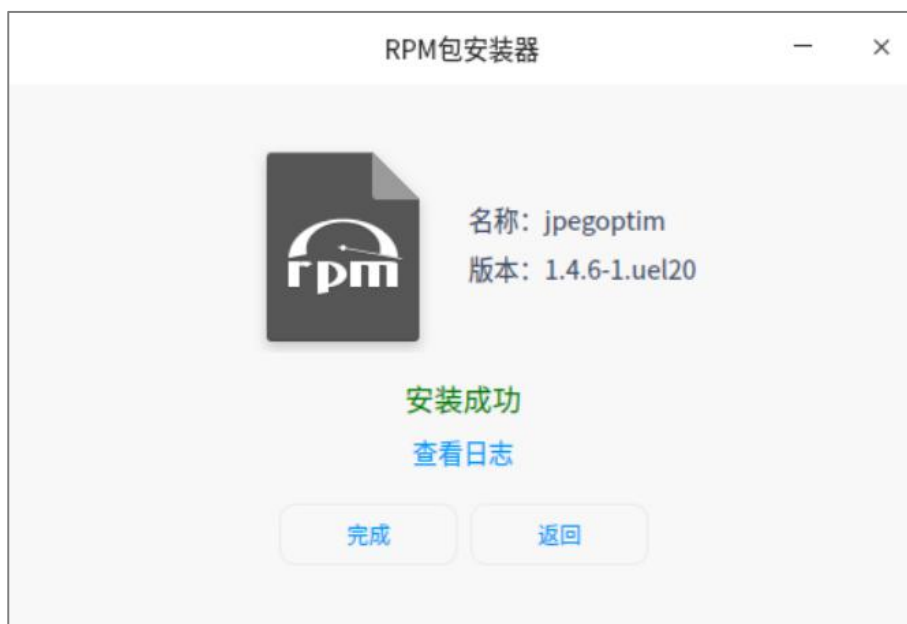 RPM包安装器
rpm
名称：jpegoptim
版本：1.4.6-1.uel20
安装成功
查看日志
完成
返回